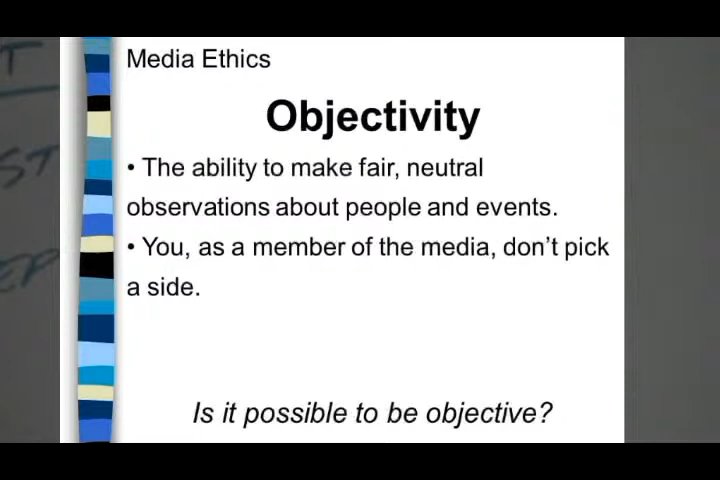 Media Ethics
Objectivity
• The ability to make fair, neutral
observations about people and events.
• You, as a member of the media, don't pick
a side.
Is it possible to be objective?